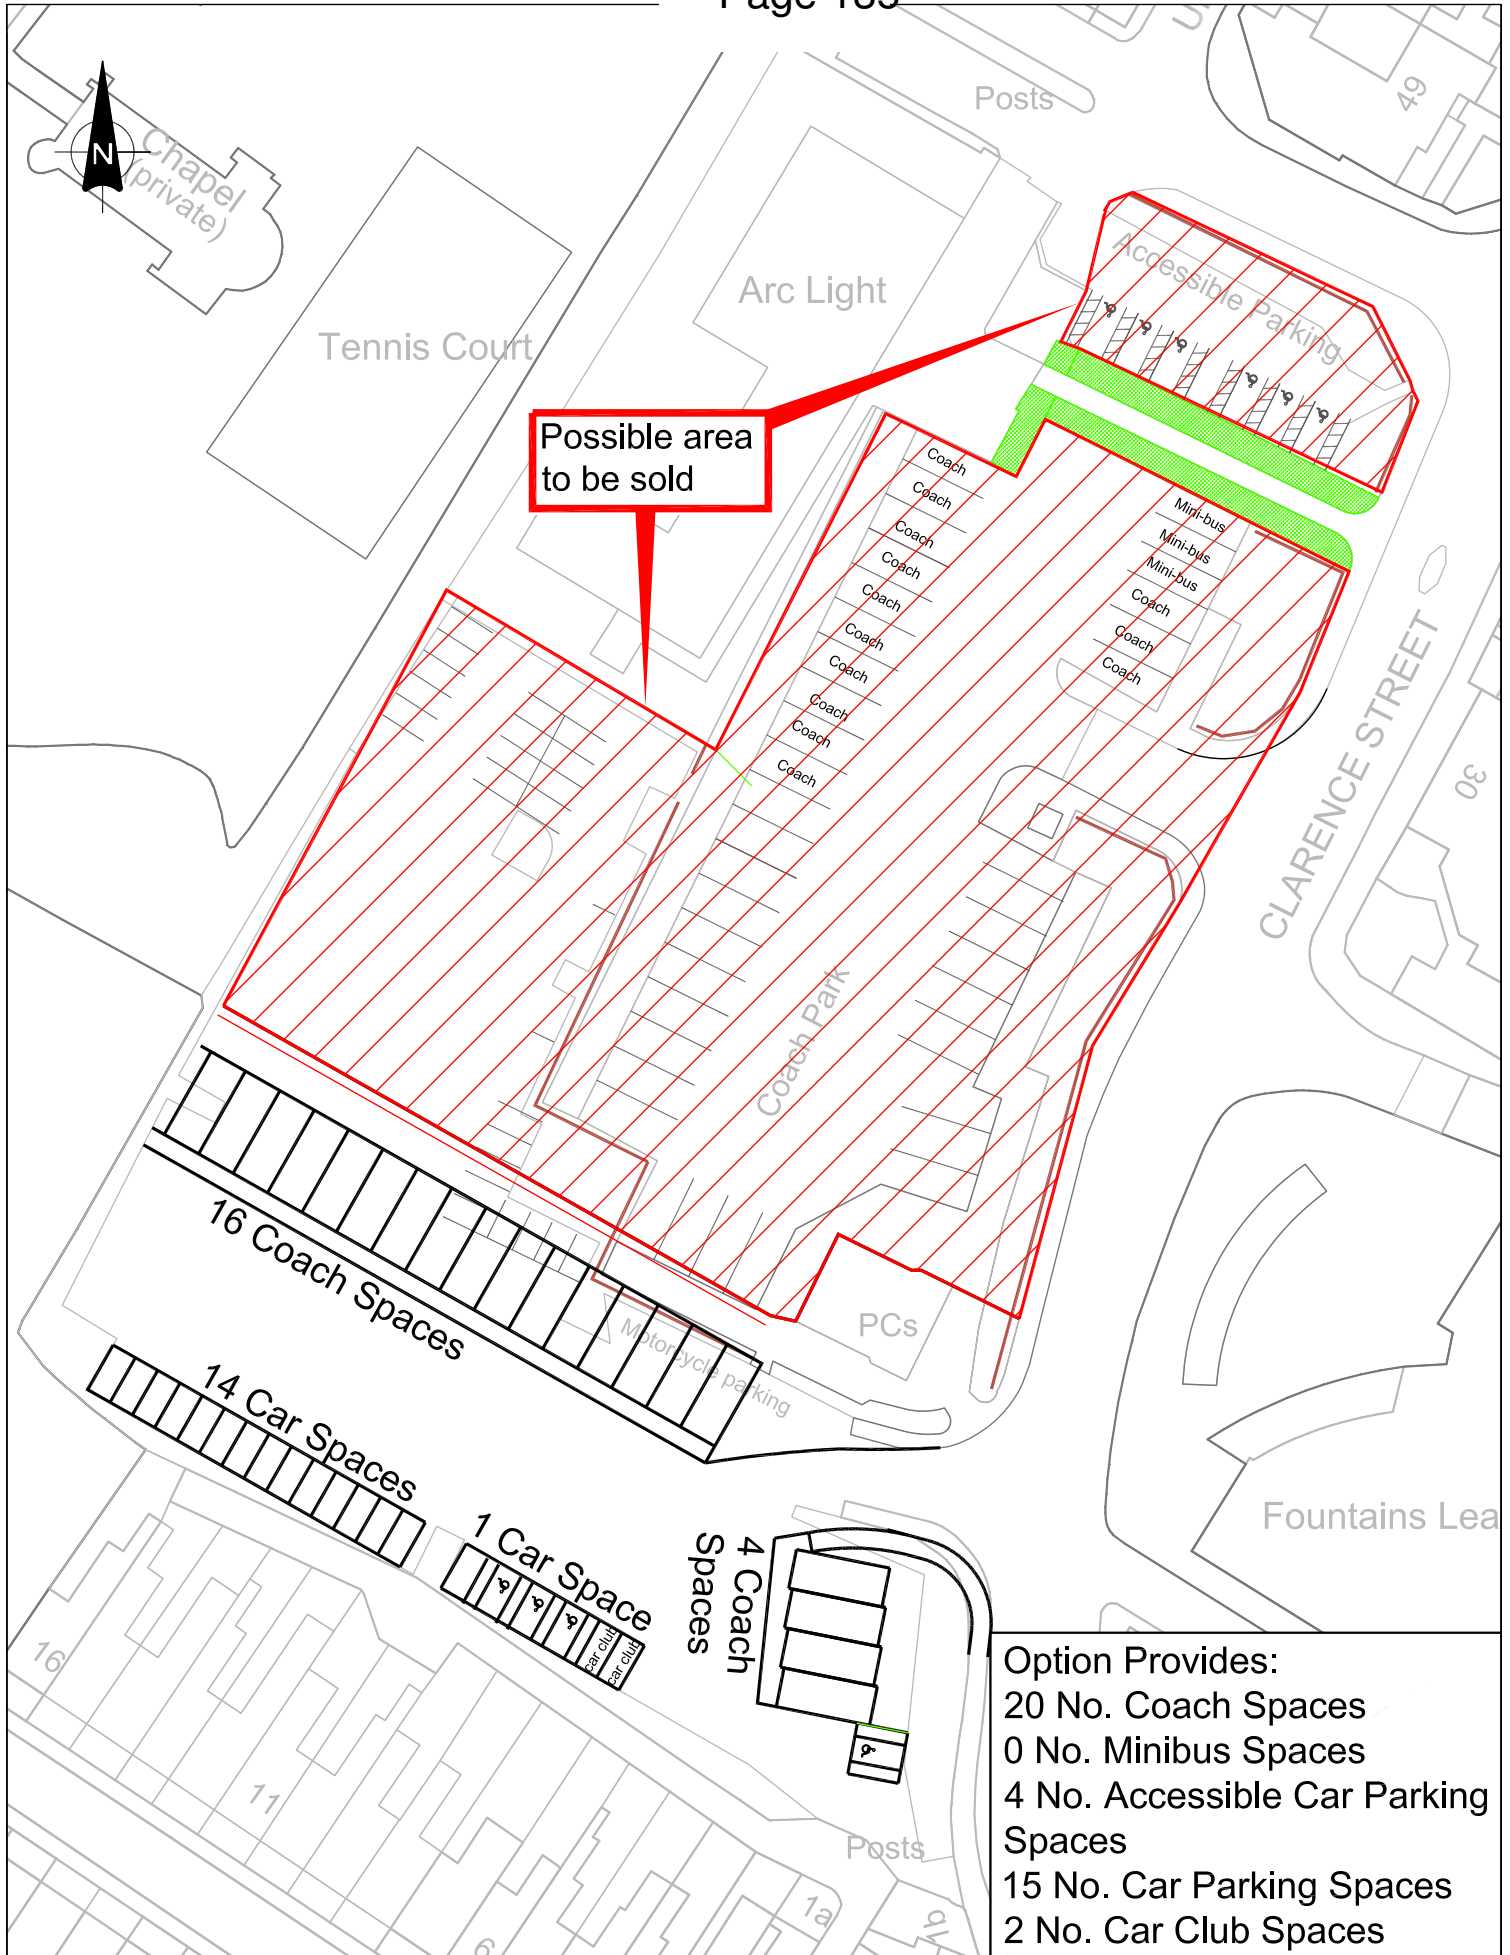 Posts
49
N
Chapel
(private)
Accessible Parking
Arc Light
Tennis Court
Possible area
to be sold
Coach
Coach
Coach
Coach
Coach
Coach
Coach
Coach
Coach
Coach
Mini-bus
Mini-bus
Mini-bus
Coach
Coach
Coach
CLARENCE STREET
30
Coach Park
16 Coach Spaces
PCs
Motorcycle parking
14 Car Spaces
1 Car Space
car club
car club
4 Coach
Spaces
Fountains Lea
16
11
Posts
1a
Option Provides:
20 No. Coach Spaces
0 No. Minibus Spaces
4 No. Accessible Car Parking
Spaces
15 No. Car Parking Spaces
2 No. Car Club Spaces